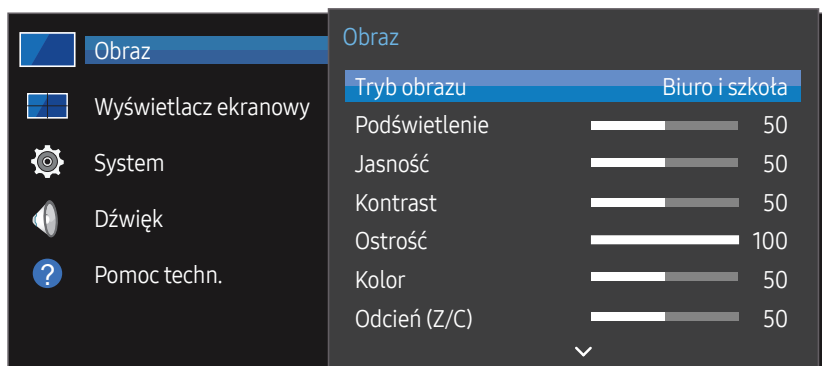 Obraz
Wyświetlacz ekranowy
System
Dźwięk
? Pomoc techn.
Obraz
Tryb obrazu Biuro i szkoła
Podświetlenie 50
Jasność 50
Kontrast 50
Ostrość 100
Kolor 50
Odcień (Z/C) 50